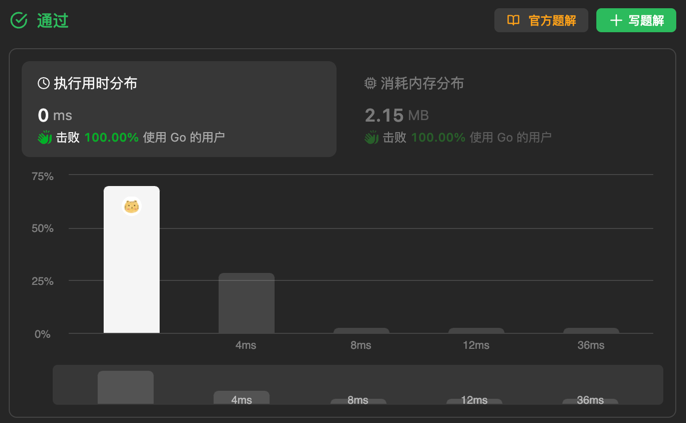 通过
官方题解
写题解
执行用时分布
0 ms
击败 100.00% 使用 Go 的用户
消耗内存分布
2.15 MB
击败 100.00% 使用 Go 的用户
75%
50%
25%
0%
4ms 8ms 12ms 36ms
4ms 8ms 12ms 36ms